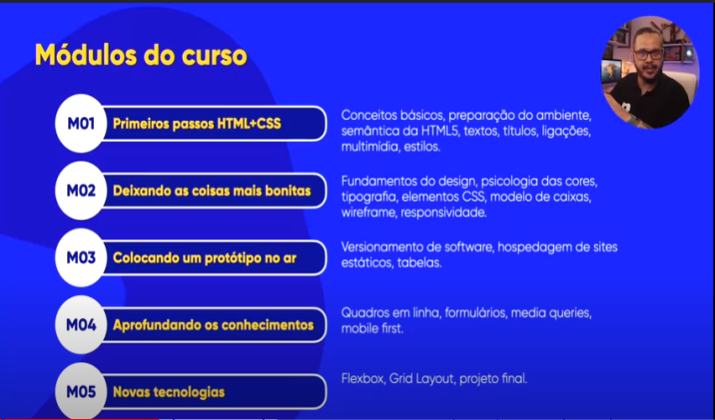 Módulos do curso
M01
Primeiros passos HTML+CSS
Conceitos básicos, preparação do ambiente,
semântica da HTML5, textos, títulos, ligações,
multimídia, estilos.
M02
Deixando as coisas mais bonitas
Fundamentos do design, psicologia das cores,
tipografia, elementos CSS, modelo de caixas,
wireframe, responsividade.
M03
Colocando um protótipo no ar
Versionamento de software, hospedagem de sites
estáticos, tabelas.
M04
Aprofundando os conhecimentos
Quadros em linha, formulários, media queries,
mobile first.
M05
Novas tecnologias
Flexbox, Grid Layout, projeto final.